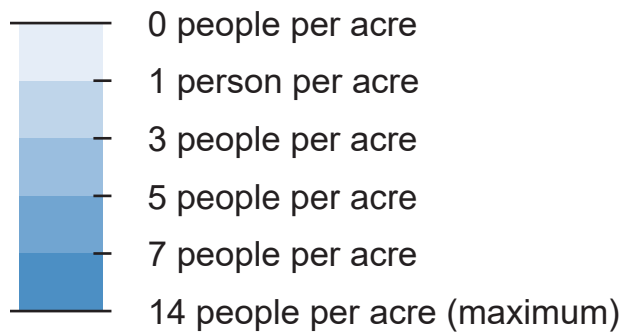 0 people per acre
1 person per acre
3 people per acre
5 people per acre
7 people per acre
14 people per acre (maximum)